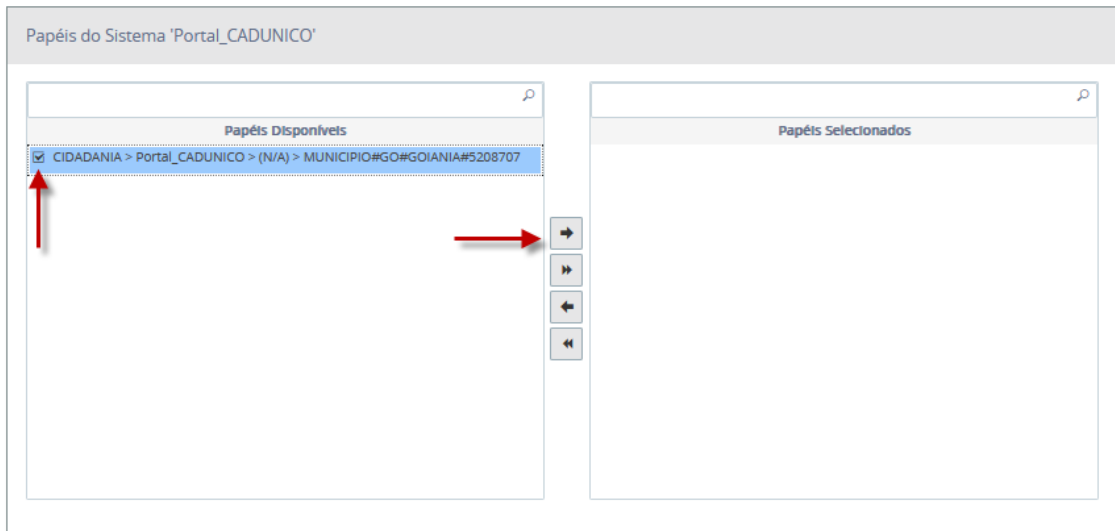 Papéis do Sistema 'Portal_CADUNICO'
Papéis Disponíveis
CIDADANIA > Portal_CADUNICO > (N/A) > MUNICIPIO#GO#GOIANIA#5208707
Papéis Selecionados